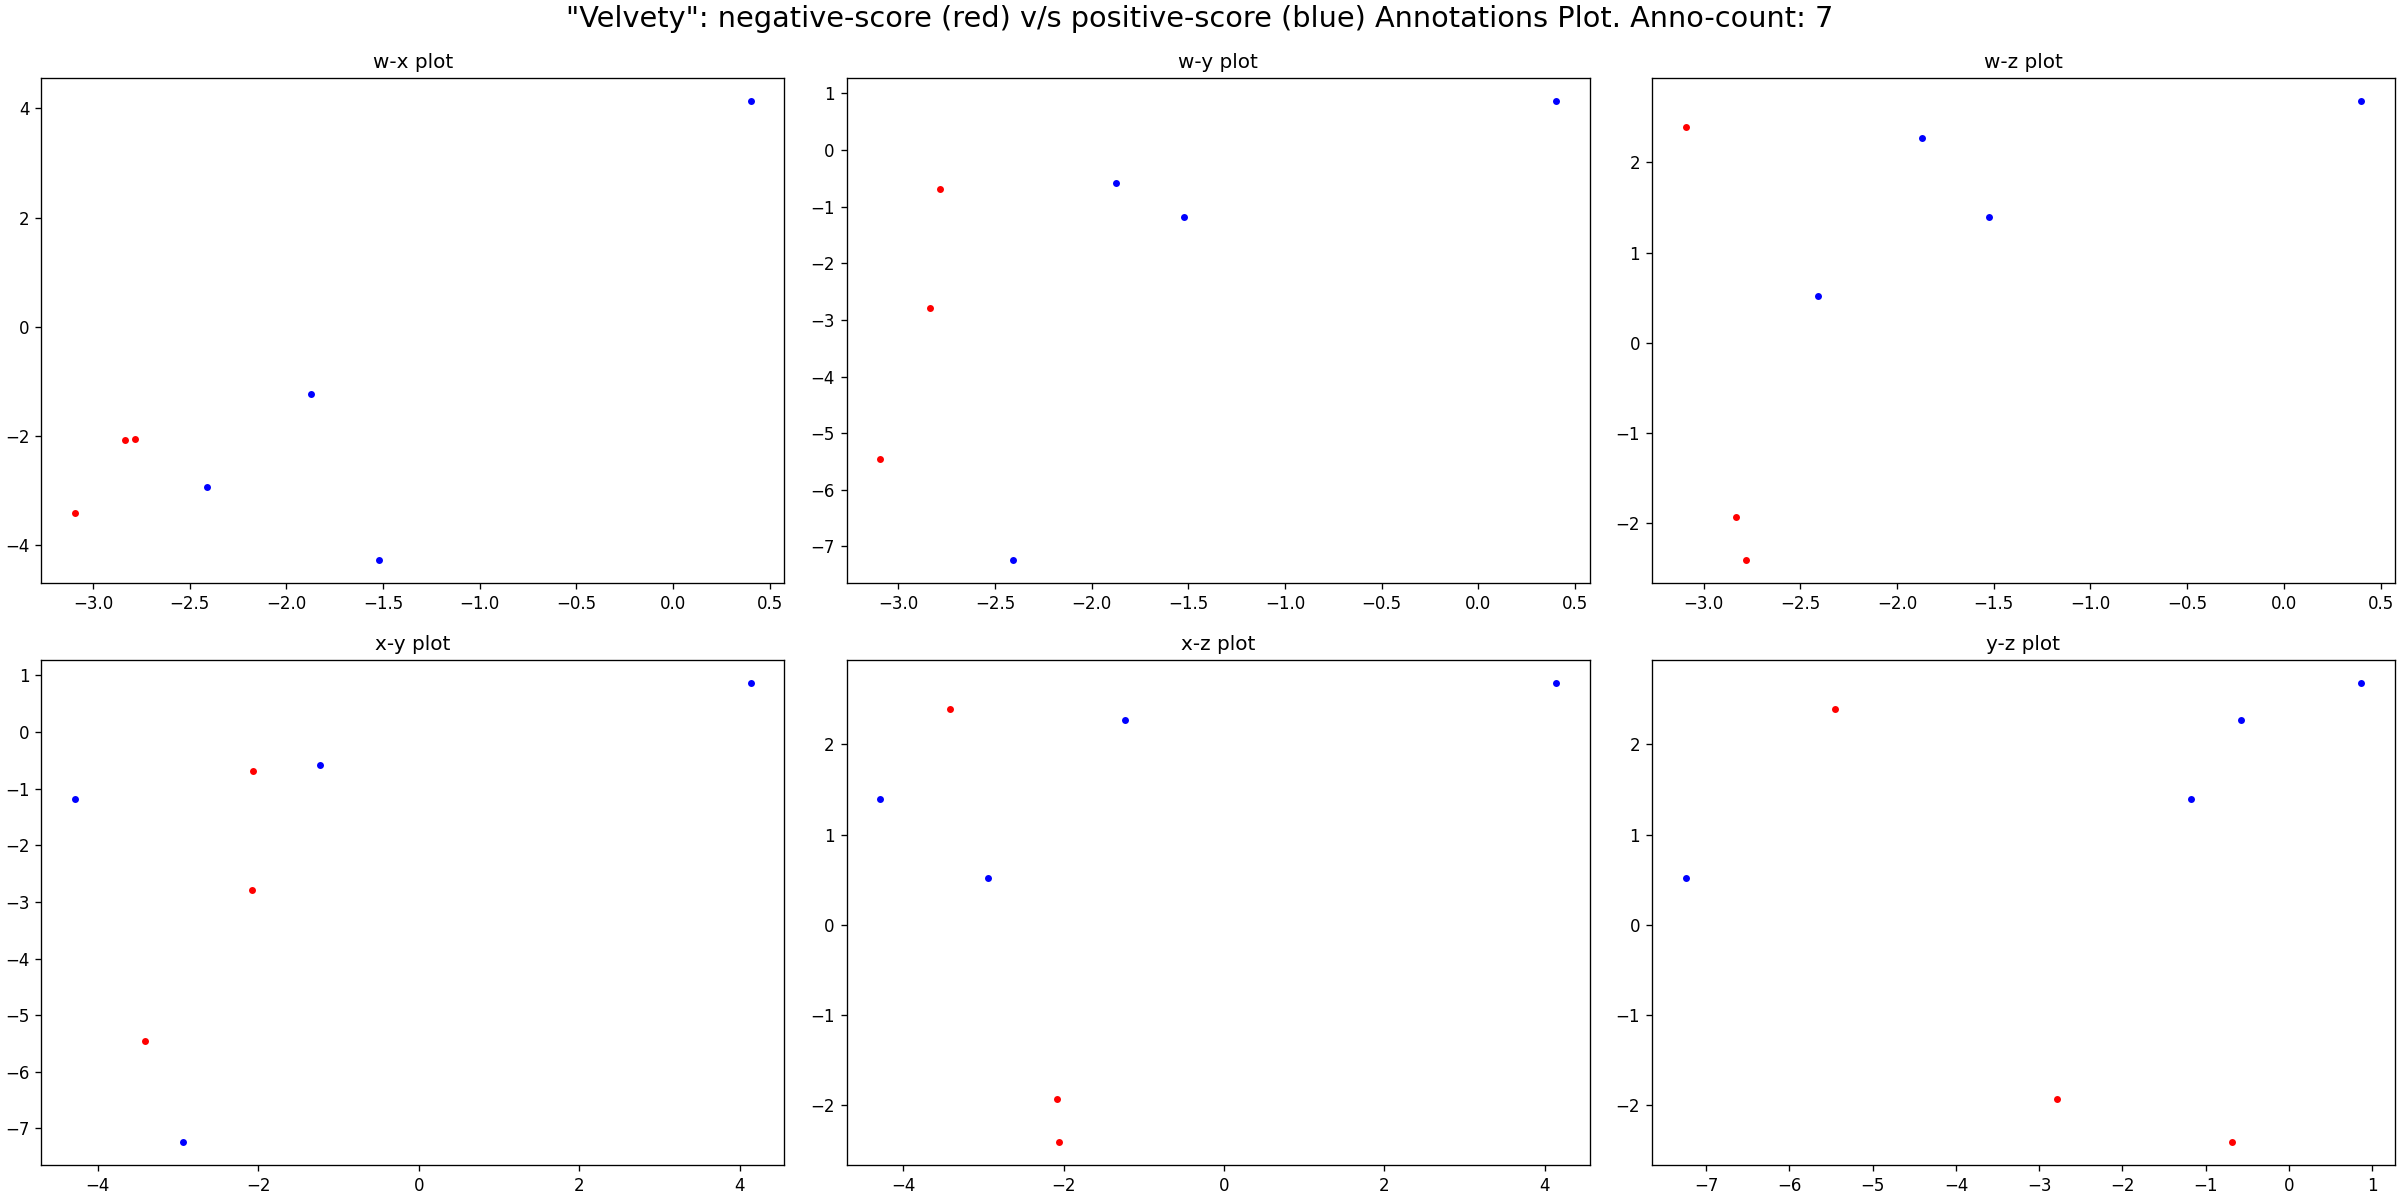 "Velvety": negative-score (red) v/s positive-score (blue) Annotations Plot. Anno-count: 7
w-x plot
4
2
0
−2
−4
−3.0 −2.5 −2.0 −1.5 −1.0 −0.5 0.0 0.5
w-y plot
1
0
−1
−2
−3
−4
−5
−6
−7
−3.0 −2.5 −2.0 −1.5 −1.0 −0.5 0.0 0.5
w-z plot
2
1
0
−1
−2
−3.0 −2.5 −2.0 −1.5 −1.0 −0.5 0.0 0.5
x-y plot
1
0
−1
−2
−3
−4
−5
−6
−7
−4 −2 0 2 4
x-z plot
2
1
0
−1
−2
−4 −2 0 2 4
y-z plot
2
1
0
−1
−2
−7 −6 −5 −4 −3 −2 −1 0 1